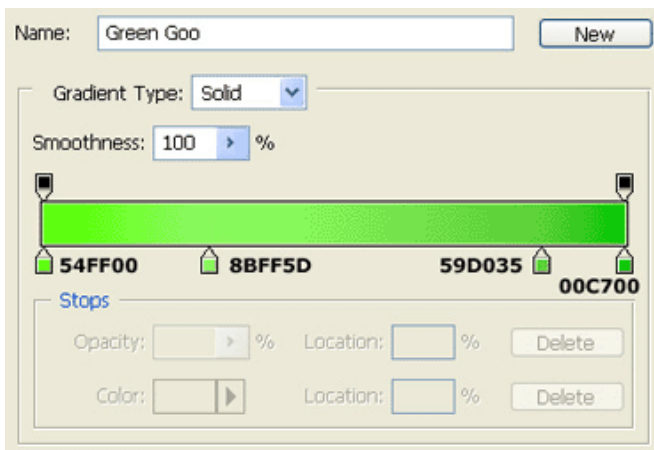 Name: Green Goo New
Gradient Type: Solid
Smoothness: 100 %
54FF00 8BFF5D 59D035
00C700
Stops
Opacity: % Location: % Delete
Color: Location: % Delete